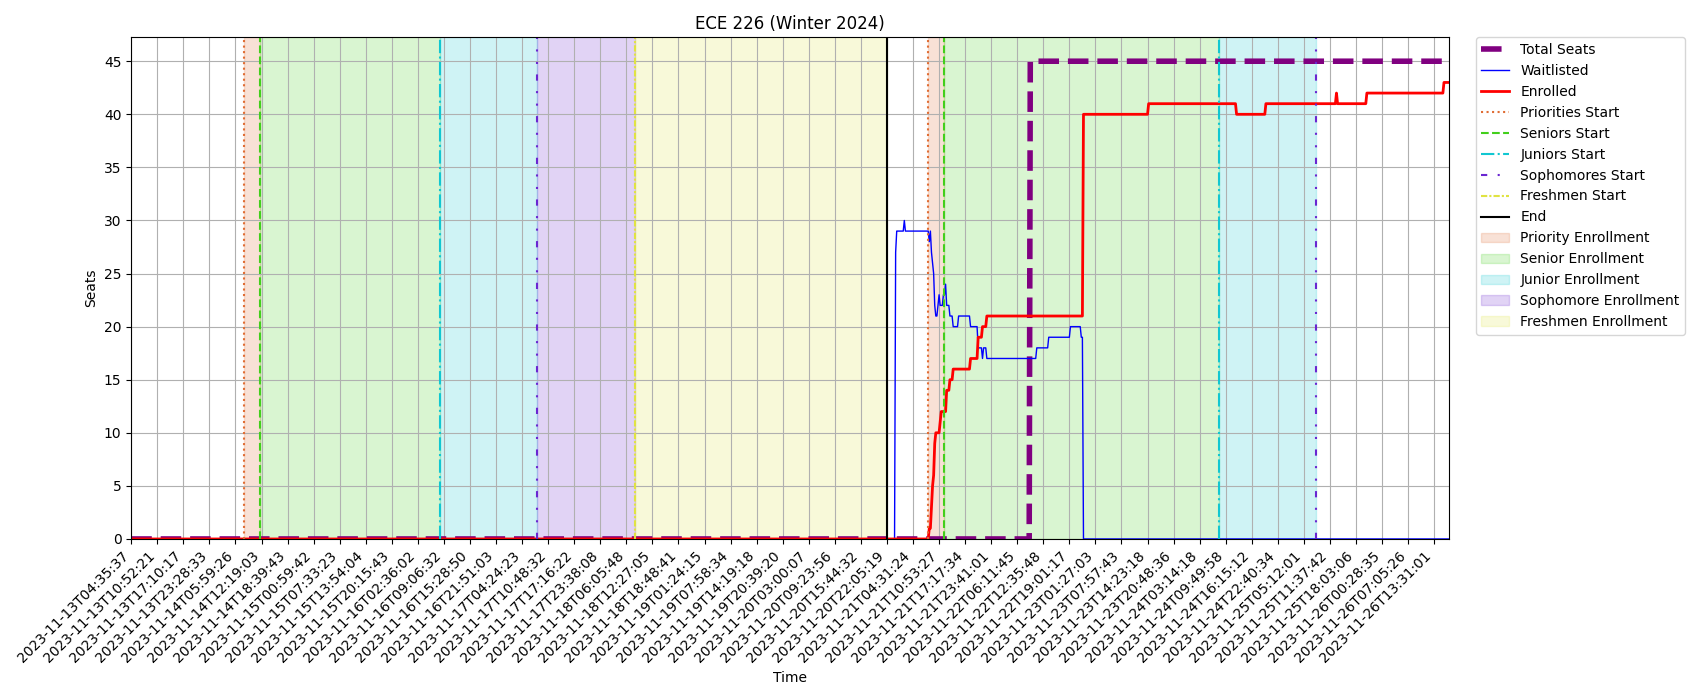 ECE 226 (Winter 2024)
Total Seats
Waitlisted
Enrolled
Priorities Start
Seniors Start
Juniors Start
Sophomores Start
Freshmen Start
End
Priority Enrollment
Senior Enrollment
Junior Enrollment
Sophomore Enrollment
Freshmen Enrollment
Seats
45
40
35
30
25
20
15
10
5
0
2023-11-13T04:35:37
2023-11-13T10:52:21
2023-11-13T17:10:17
2023-11-13T23:28:33
2023-11-14T05:59:26
2023-11-14T12:19:03
2023-11-14T18:39:43
2023-11-15T00:59:42
2023-11-15T07:33:23
2023-11-15T13:54:04
2023-11-15T20:15:43
2023-11-16T02:36:02
2023-11-16T09:06:32
2023-11-16T15:28:50
2023-11-16T21:51:03
2023-11-17T04:24:23
2023-11-17T10:48:32
2023-11-17T17:16:22
2023-11-17T23:38:08
2023-11-18T06:05:48
2023-11-18T12:27:05
2023-11-18T18:48:41
2023-11-19T01:24:15
2023-11-19T07:58:34
2023-11-19T14:19:18
2023-11-19T20:39:20
2023-11-20T03:00:07
2023-11-20T09:23:56
2023-11-20T15:44:32
2023-11-20T22:05:19
2023-11-21T04:31:24
2023-11-21T10:53:27
2023-11-21T17:17:34
2023-11-21T23:41:01
2023-11-22T06:11:45
2023-11-22T12:35:48
2023-11-22T19:01:17
2023-11-23T01:27:03
2023-11-23T07:57:43
2023-11-23T14:23:18
2023-11-23T20:48:36
2023-11-24T03:14:18
2023-11-24T09:49:58
2023-11-24T16:15:12
2023-11-24T22:40:34
2023-11-25T05:12:01
2023-11-25T11:37:42
2023-11-25T18:03:06
2023-11-26T00:28:35
2023-11-26T07:05:26
2023-11-26T13:31:01
Time